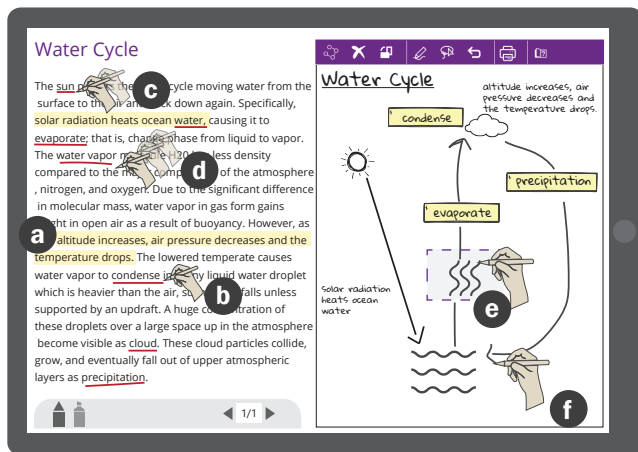 Water Cycle
The sun the cycle moving water from the
surface to the and down again. Specifically,
solar radiation heats ocean water, causing it to
evaporate; that is, change phase from liquid to vapor.
The water vapor H20 less density
compared to the of the atmosphere
, nitrogen, and oxygen. Due to the significant difference
in molecular mass, water vapor in gas form gains
in open air as a result of buoyancy. However, as
altitude increases, air pressure decreases and the
temperature drops. The lowered temperate causes
water vapor to condense liquid water droplet
which is heavier than the air, falls unless
supported by an updraft. A huge concentration of
these droplets over a large space up in the atmosphere
become visible as cloud. These cloud particles collide,
grow, and eventually fall out of upper atmospheric
layers as precipitation.
1/1
a
b
c
d
Water Cycle
altitude increases, air
pressure decreases and
the temperature drops.
condense
precipitation
evaporate
solar radiation
heats ocean
water
e
f